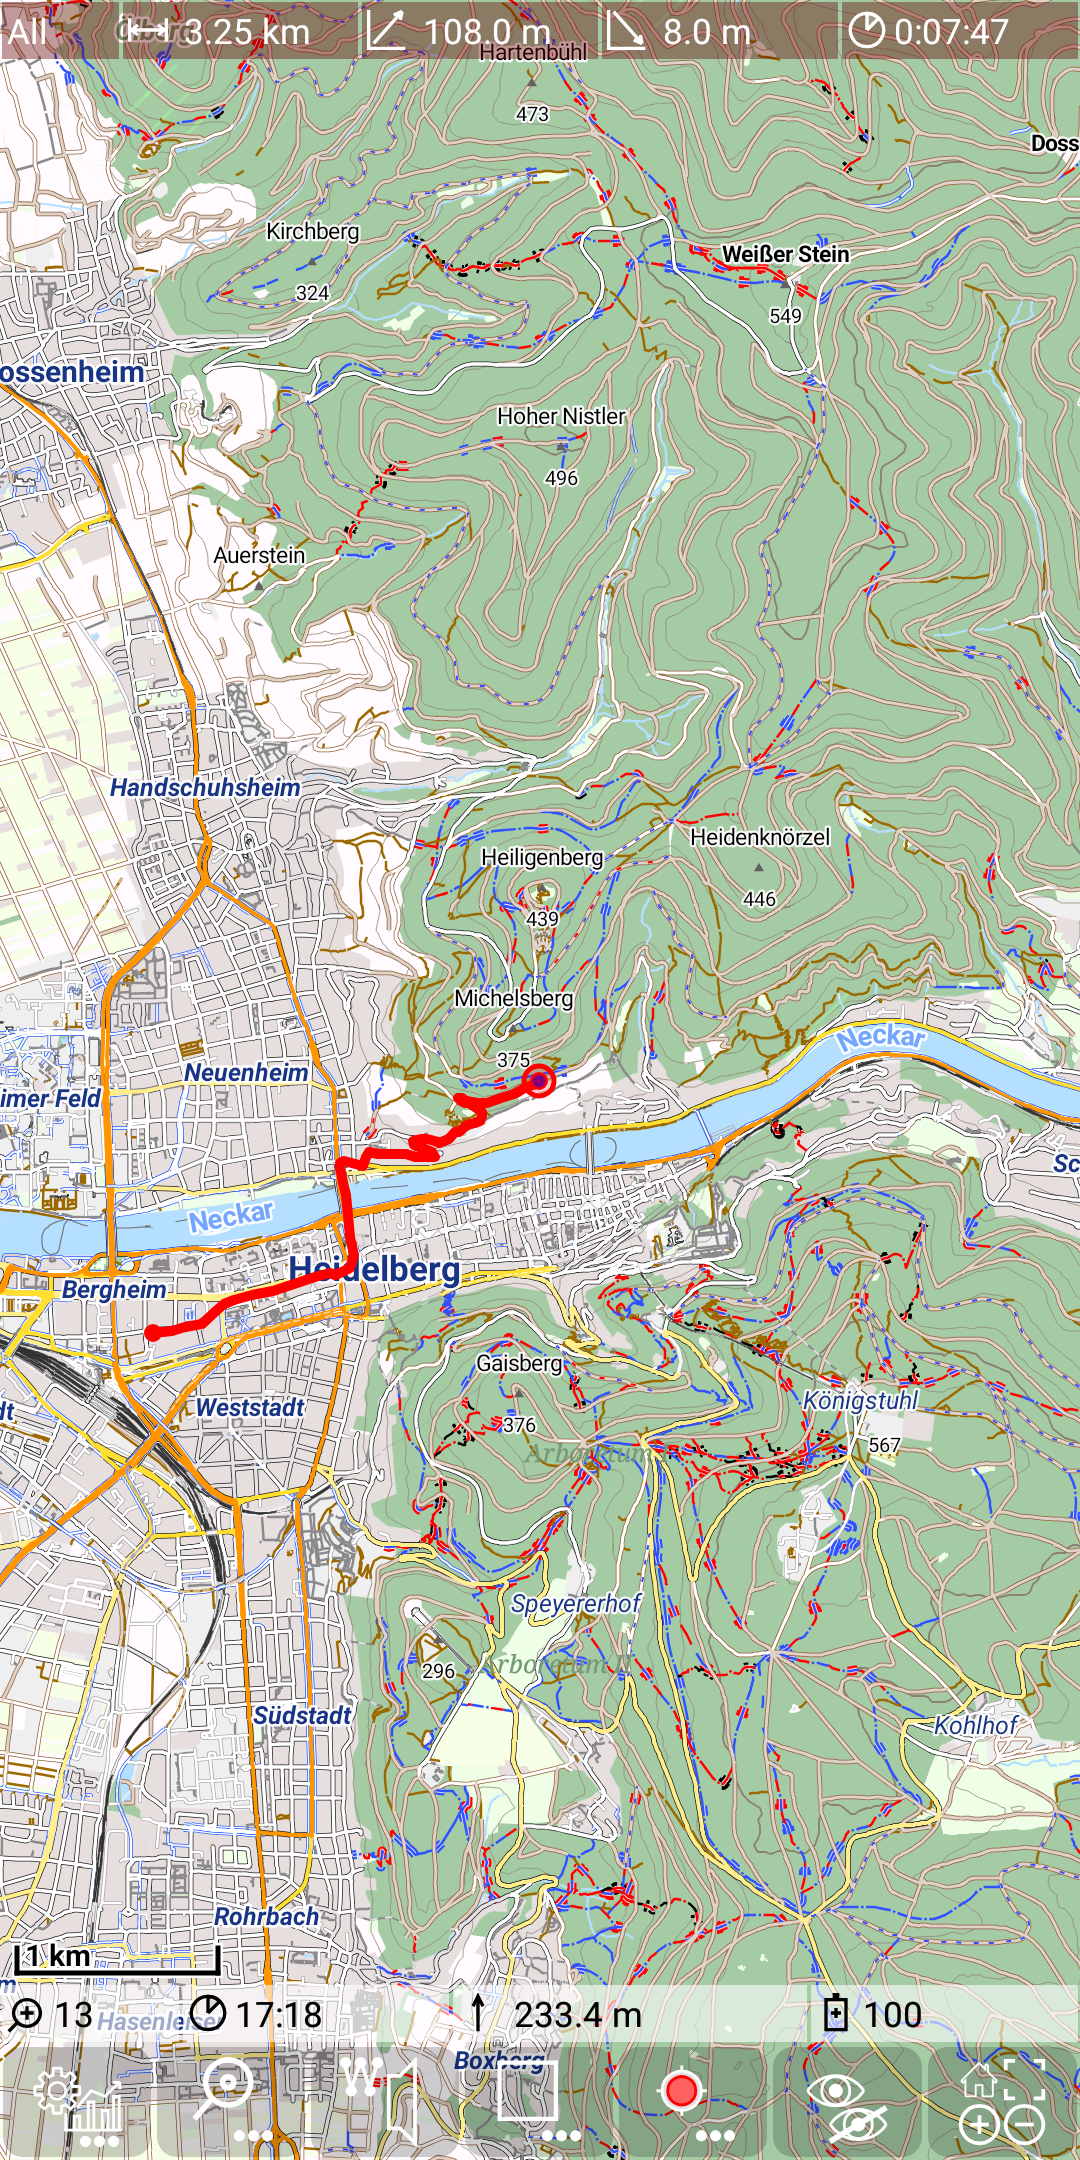 All
3.25 km
108.0 m
8.0 m
0:07:47
Hartenbühl
473
Doss
Kirchberg
324
Weißer Stein
549
ossenheim
Hoher Nistler
496
Auerstein
Handschuhsheim
Heiligenberg
439
Heidenknörzel
446
Michelsberg
375
Neckar
Neuenheim
imer Feld
Sc
Neckar
Heidelberg
Bergheim
Gaisberg
376
Königstuhl
567
dt
Weststadt
Arboretum I
Speyererhof
296
Arboretum II
Südstadt
Kohlhof
Rohrbach
1 km
m
13
17:18
233.4 m
100
Hasenleiser
Boxberg
W